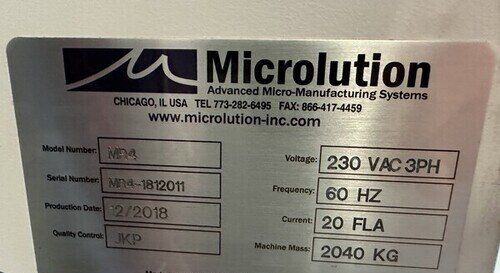 Microlution
Advanced Micro-Manufacturing Systems
CHICAGO, IL USA TEL 773-282-6495 FAX: 866-417-4459
www.microlution-inc.com
Model Number: MR4
Serial Number: MR4-1812011
Production Date: 12/2018
Quality Control: JKP
Voltage: 230 VAC 3PH
Frequency: 60 HZ
Current: 20 FLA
Machine Mass: 2040 KG